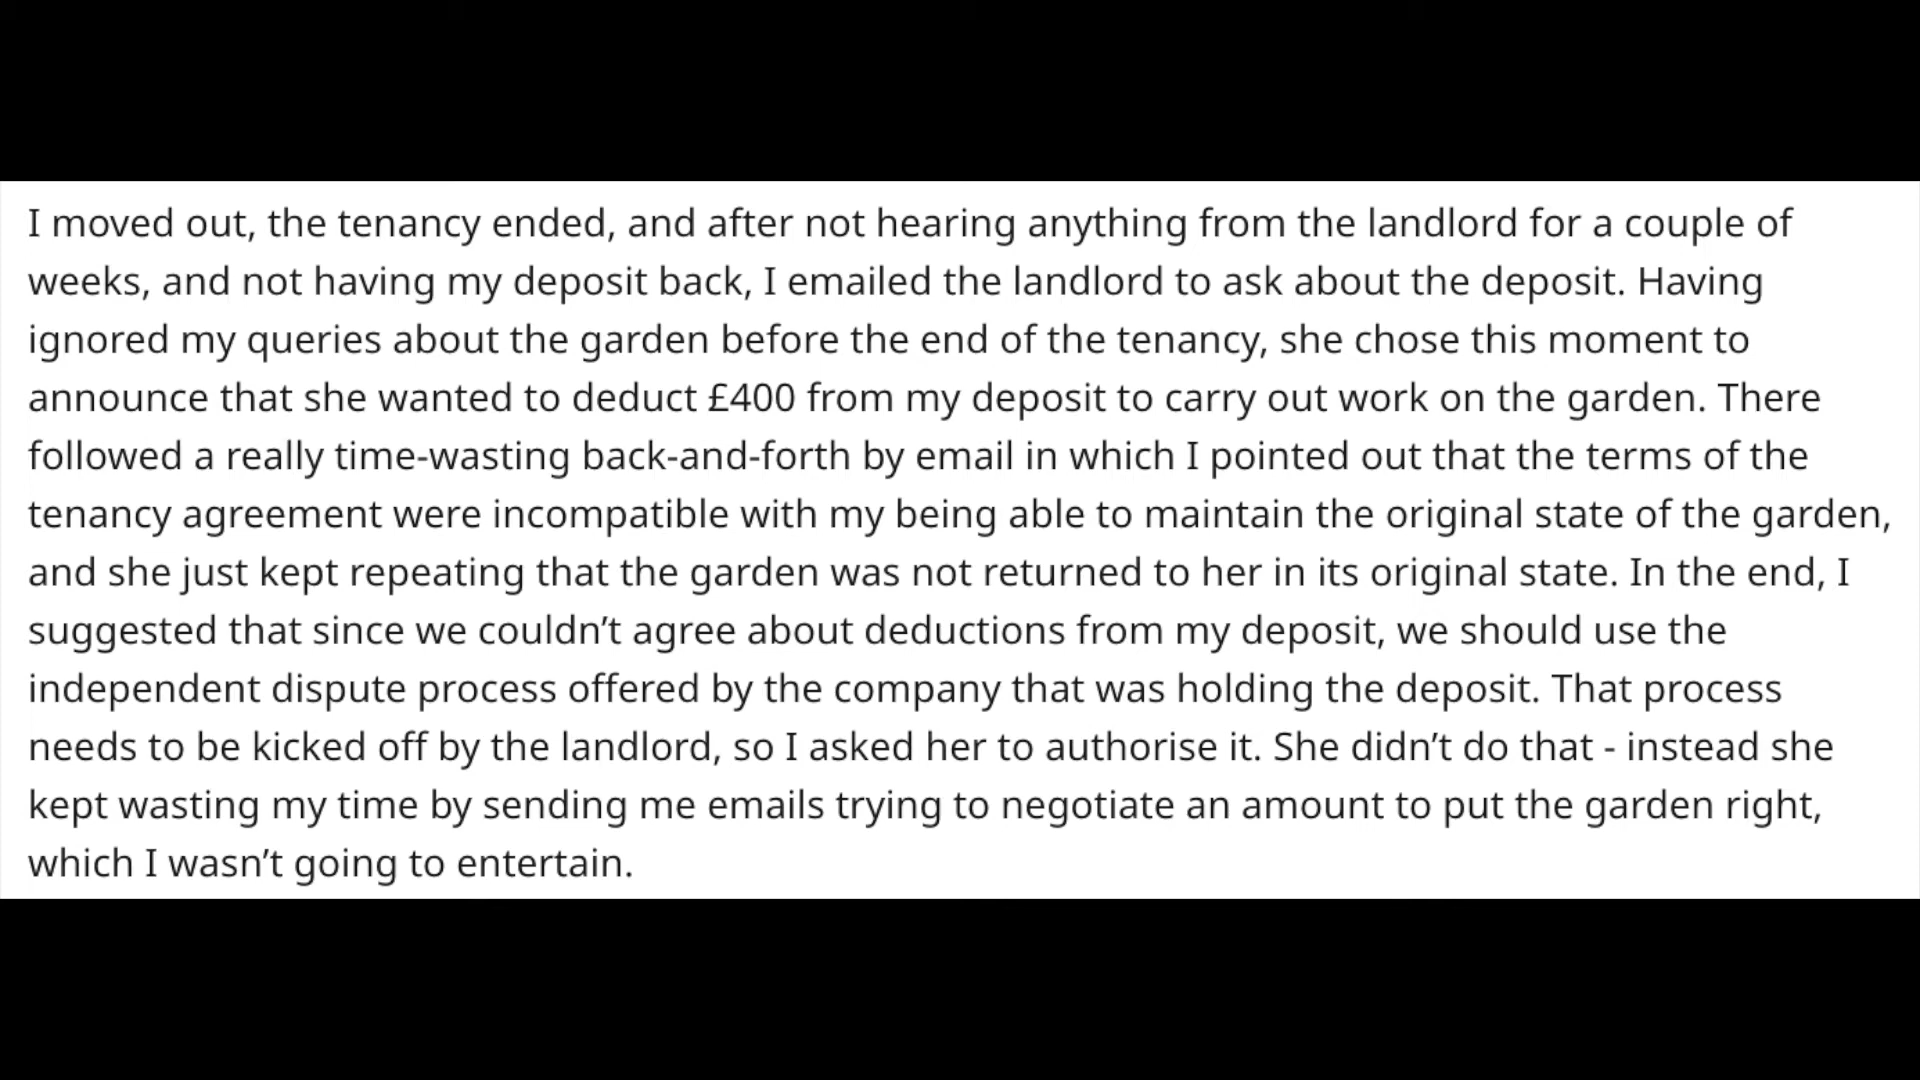 I moved out, the tenancy ended, and after not hearing anything from the landlord for a couple of
weeks, and not having my deposit back, I emailed the landlord to ask about the deposit. Having
ignored my queries about the garden before the end of the tenancy, she chose this moment to
announce that she wanted to deduct £400 from my deposit to carry out work on the garden. There
followed a really time-wasting back-and-forth by email in which I pointed out that the terms of the
tenancy agreement were incompatible with my being able to maintain the original state of the garden,
and she just kept repeating that the garden was not returned to her in its original state. In the end, I
suggested that since we couldn’t agree about deductions from my deposit, we should use the
independent dispute process offered by the company that was holding the deposit. That process
needs to be kicked off by the landlord, so I asked her to authorise it. She didn’t do that - instead she
kept wasting my time by sending me emails trying to negotiate an amount to put the garden right,
which I wasn’t going to entertain.